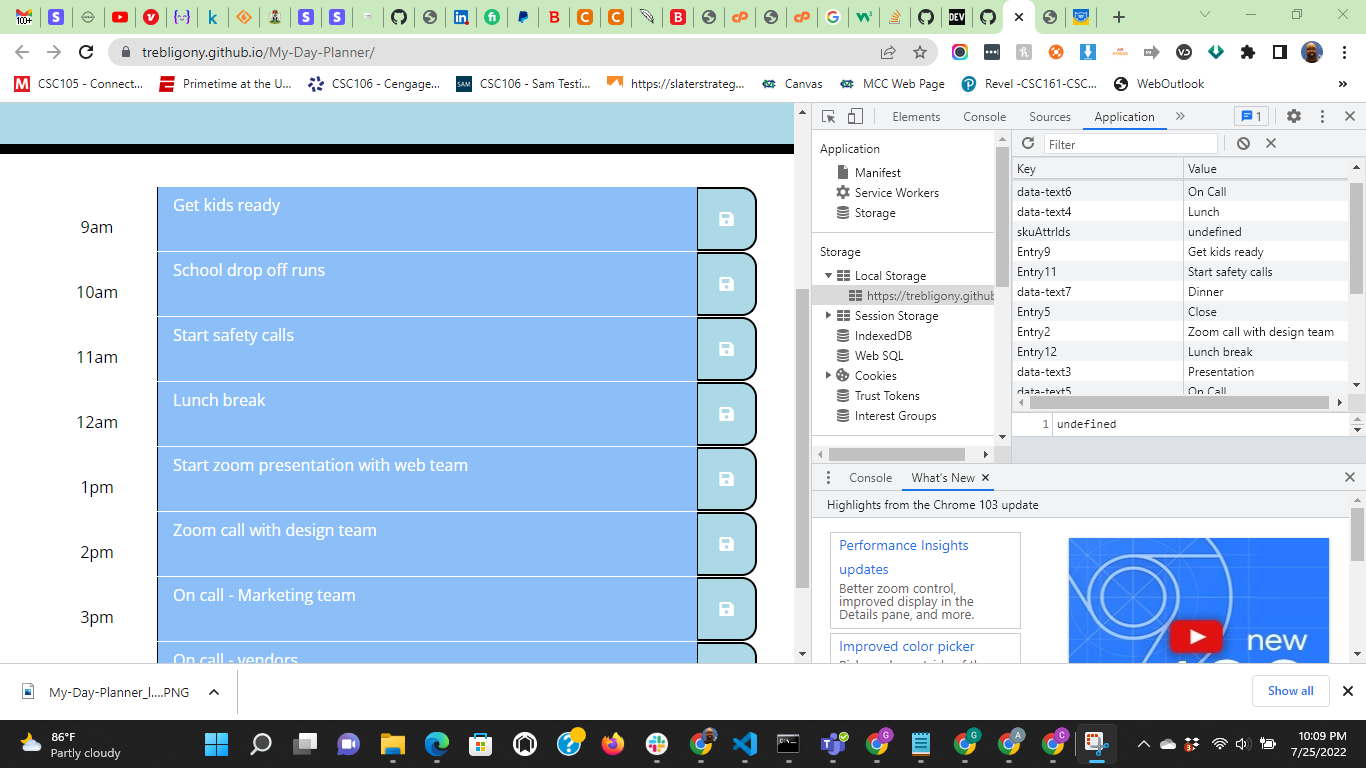 100+
trebligony.github.io/My-Day-Planner/
CSC105 - Connect...
Primetime at the U...
CSC106 - Cengage...
SAM
CSC106 - Sam Testi...
https://slaterstrateg...
Canvas
MCC Web Page
Revel -CSC161-CSC...
WebOutlook
»
9am
Get kids ready
10am
School drop off runs
11am
Start safety calls
12am
Lunch break
1pm
Start zoom presentation with web team
2pm
Zoom call with design team
3pm
On call - Marketing team
On call - vendors
Elements
Console
Sources
Application
»
1
Application
Manifest
Service Workers
Storage
Storage
Local Storage
https://trebligony.github
Session Storage
IndexedDB
Web SQL
Cookies
Trust Tokens
Interest Groups
Filter
Key Value
data-text6 On Call
data-text4 Lunch
skuAttrIds undefined
Entry9 Get kids ready
Entry11 Start safety calls
data-text7 Dinner
Entry5 Close
Entry2 Zoom call with design team
Entry12 Lunch break
data-text3 Presentation
data-text5 On Call
1 undefined
Console
What's New
Highlights from the Chrome 103 update
Performance Insights
updates
Better zoom control,
improved display in the
Details pane, and more.
Improved color picker
new
My-Day-Planner_l....PNG
Show all
86°F
Partly cloudy
10:09 PM
7/25/2022